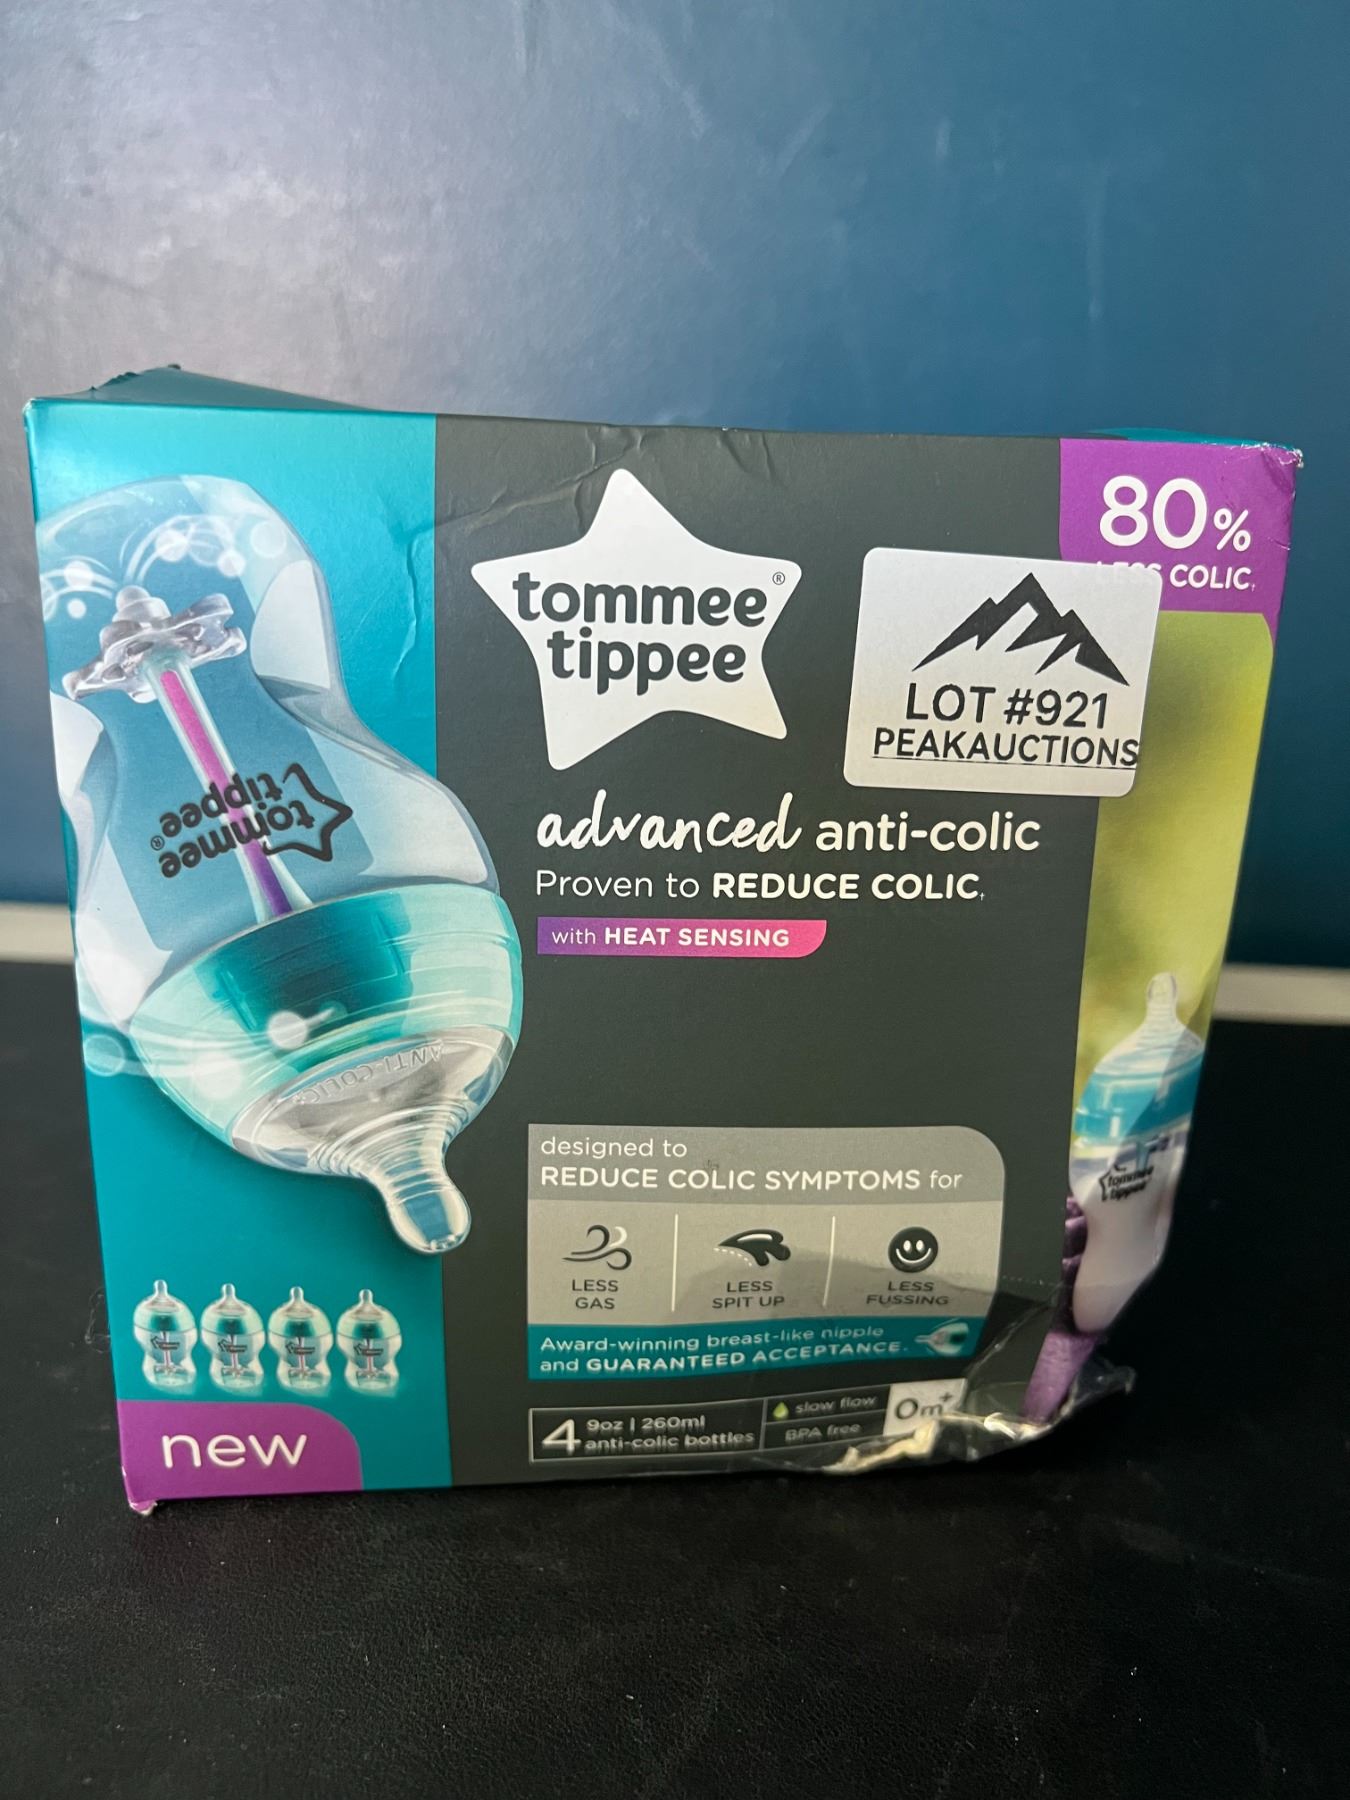 80%
LESS COLIC†
tommee®
tippee
LOT #921
PEAKAUCTIONS
tommee®
tippee
advanced anti-colic
Proven to REDUCE COLIC†
with HEAT SENSING
ANTI-COLIC
designed to
REDUCE COLIC SYMPTOMS for
LESS
GAS
LESS
SPIT UP
LESS
FUSSING
tommee
tippee
Award-winning breast-like nipple
and GUARANTEED ACCEPTANCE.
4 9oz | 260ml
anti-colic bottles
slow flow
BPA free
0m+
new